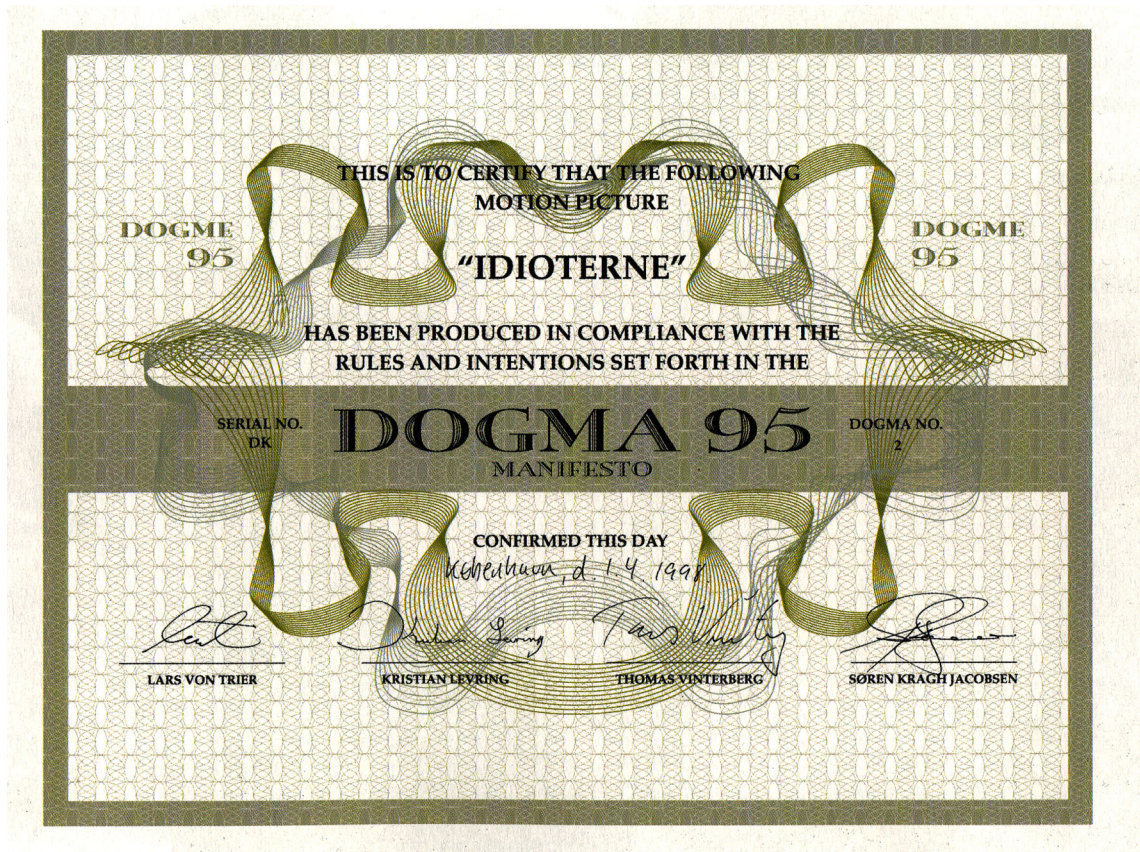 THIS IS TO CERTIFY THAT THE FOLLOWING
MOTION PICTURE
DOGME
95
DOGME
95
“IDIOTERNE”
HAS BEEN PRODUCED IN COMPLIANCE WITH THE
RULES AND INTENTIONS SET FORTH IN THE
SERIAL NO.
DK
DOGMA 95
MANIFESTO
DOGMA NO.
2
CONFIRMED THIS DAY
København, d. 1.4 1998
LARS VON TRIER
KRISTIAN LEVRING
THOMAS VINTERBERG
SØREN KRAGH JACOBSEN